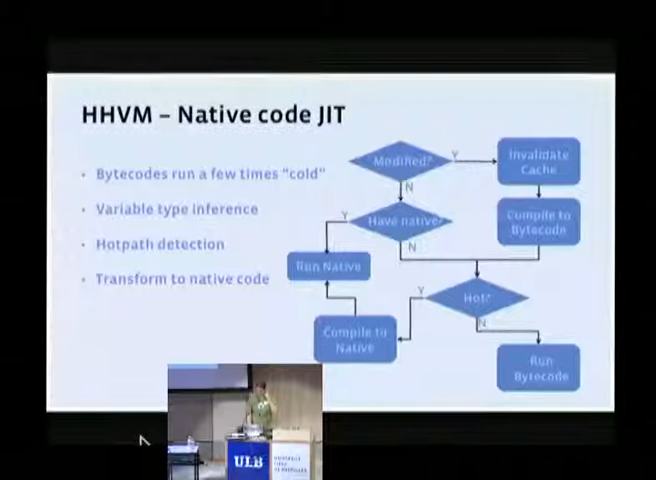 HHVM – Native code JIT
• Bytecodes run a few times "cold"
• Variable type inference
• Hotpath detection
• Transform to native code
Modified?
Y
N
Invalidate
Cache
Compile to
Bytecode
Have native?
Y
N
Run Native
Hot?
Y
N
Compile to
Native
Run
Bytecode
ULB